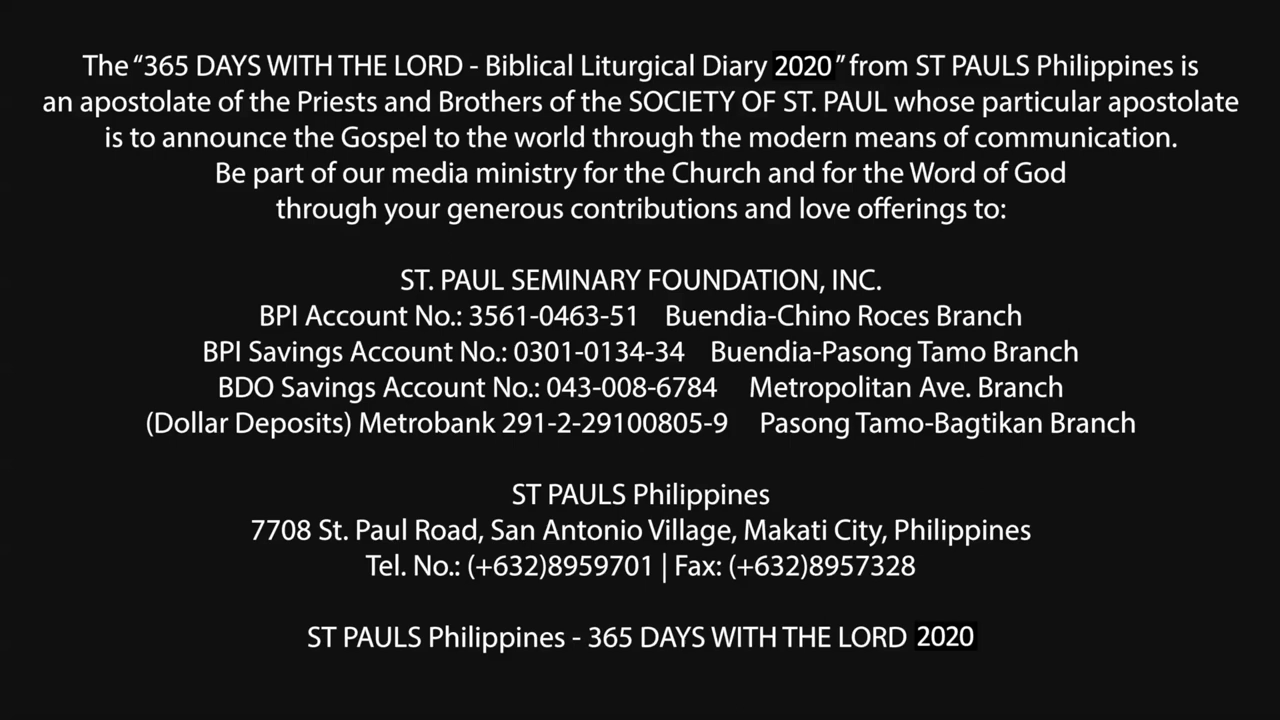 The “365 DAYS WITH THE LORD - Biblical Liturgical Diary 2020” from ST PAULS Philippines is
an apostolate of the Priests and Brothers of the SOCIETY OF ST. PAUL whose particular apostolate
is to announce the Gospel to the world through the modern means of communication.
Be part of our media ministry for the Church and for the Word of God
through your generous contributions and love offerings to:
ST. PAUL SEMINARY FOUNDATION, INC.
BPI Account No.: 3561-0463-51 Buendia-Chino Roces Branch
BPI Savings Account No.: 0301-0134-34 Buendia-Pasong Tamo Branch
BDO Savings Account No.: 043-008-6784 Metropolitan Ave. Branch
(Dollar Deposits) Metrobank 291-2-29100805-9 Pasong Tamo-Bagtikan Branch
ST PAULS Philippines
7708 St. Paul Road, San Antonio Village, Makati City, Philippines
Tel. No.: (+632)8959701 | Fax: (+632)8957328
ST PAULS Philippines - 365 DAYS WITH THE LORD 2020